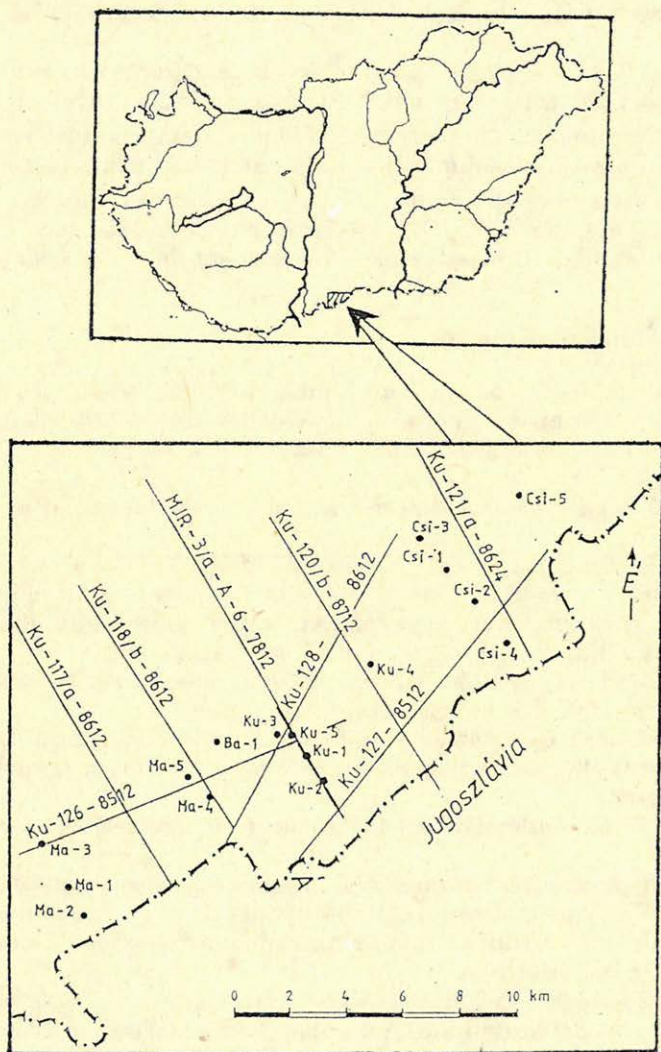 Ku-121/a-8624
Csi-5
Csi-3
Csi-1
Csi-2
Csi-4
É
MJR-3/a-A-6-7812
Ku-120/b-8712
Ku-128-8612
Ku-118/b-8612
Ku-117/a-8612
Ku-4
Ku-3
Ku-5
Ku-1
Ku-2
Ku-127-8512
Ba-1
Ma-5
Ma-4
Ku-126-8512
Ma-3
Ma-1
Ma-2
Jugoszlávia
0 2 4 6 8 10 km